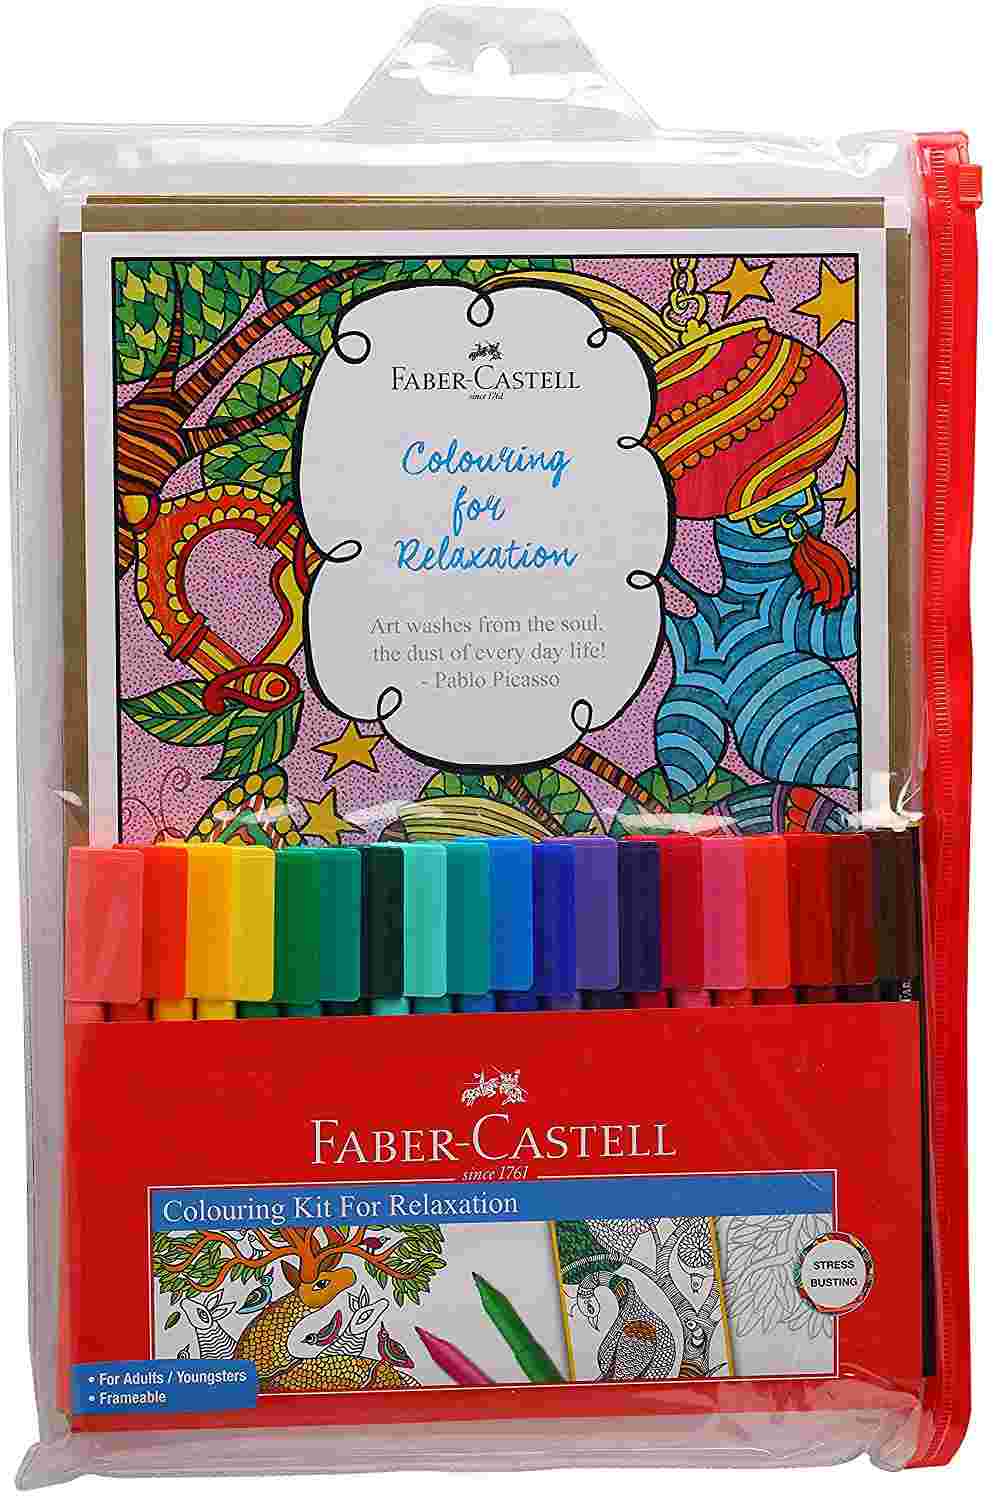 FABER-CASTELL
since 1761
Colouring
for
Relaxation
Art washes from the soul,
the dust of every day life!
- Pablo Picasso
FABER-CASTELL
since 1761
Colouring Kit For Relaxation
STRESS
BUSTING
• For Adults / Youngsters
• Frameable